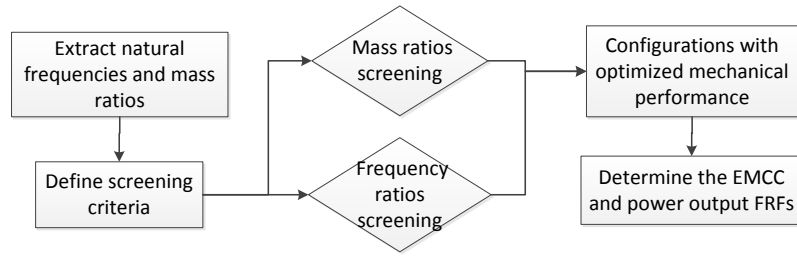 Extract natural
frequencies and mass
ratios
Define screening
criteria
Mass ratios
screening
Frequency
ratios
screening
Configurations with
optimized mechanical
performance
Determine the EMCC
and power output FRFs